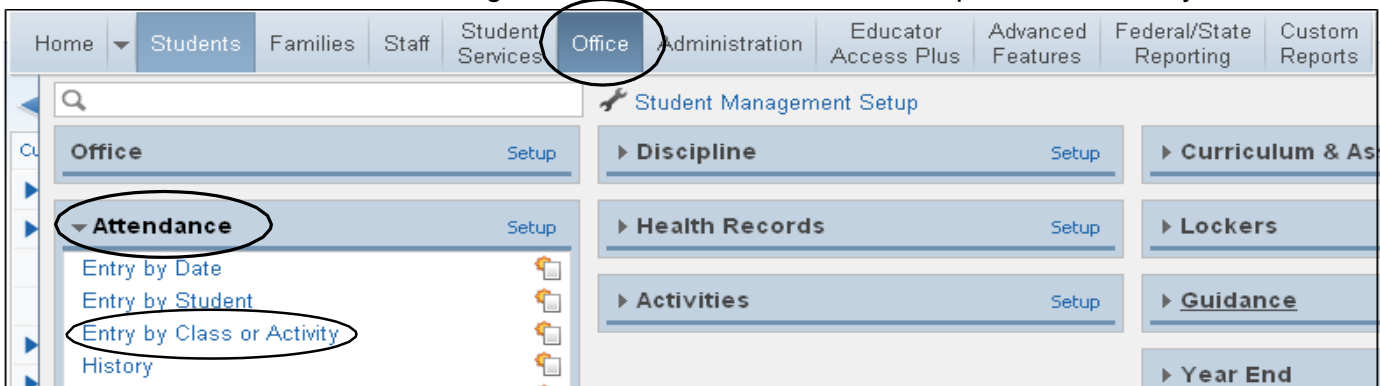 Home Students Families Staff Student Services Office Administration Educator Access Plus Advanced Features Federal/State Reporting Custom Reports
Student Management Setup
Office Setup
Discipline Setup
Curriculum & As
Attendance Setup
Health Records Setup
Lockers
Entry by Date
Entry by Student
Activities Setup
Guidance
Entry by Class or Activity
History
Year End